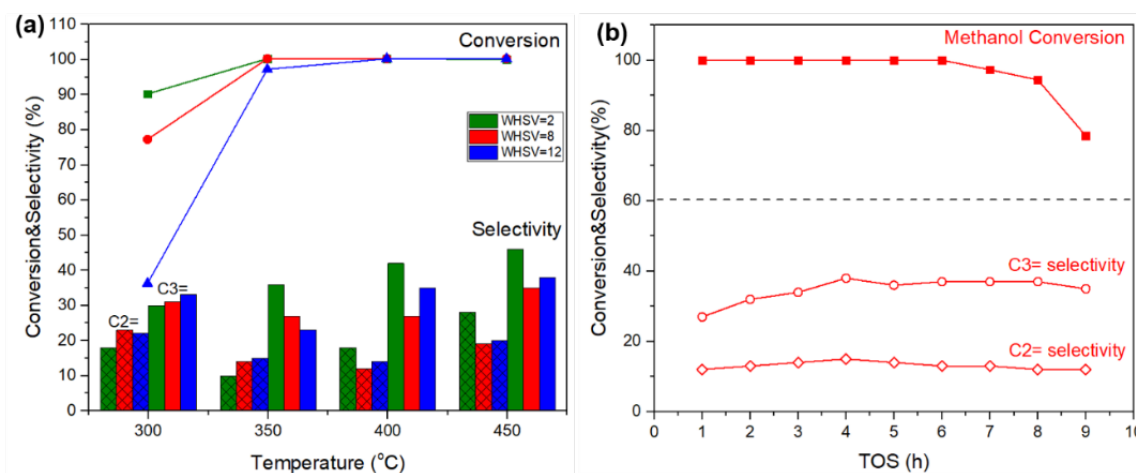 (a)
Conversion&Selectivity (%)
110
100
90
80
70
60
50
40
30
20
10
0
Conversion
WHSV=2
WHSV=8
WHSV=12
Selectivity
C3=
C2=
300
350
400
450
Temperature (°C)
(b)
Conversion&Selectivity(%)
100
80
60
40
20
0
Methanol Conversion
C3= selectivity
C2= selectivity
0 1 2 3 4 5 6 7 8 9 10
TOS (h)